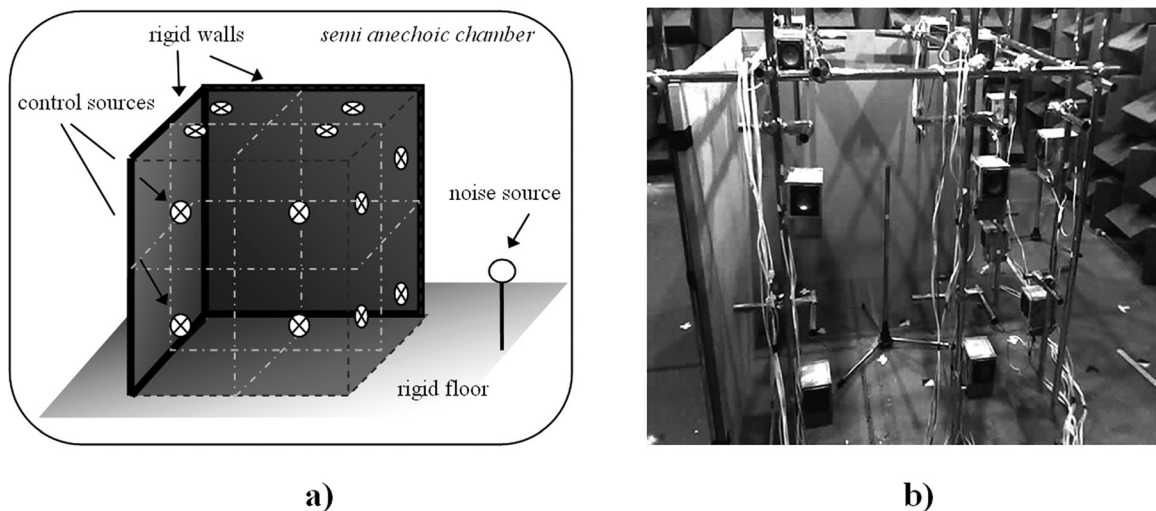 rigid walls
semi anechoic chamber
control sources
noise source
rigid floor
a)
b)